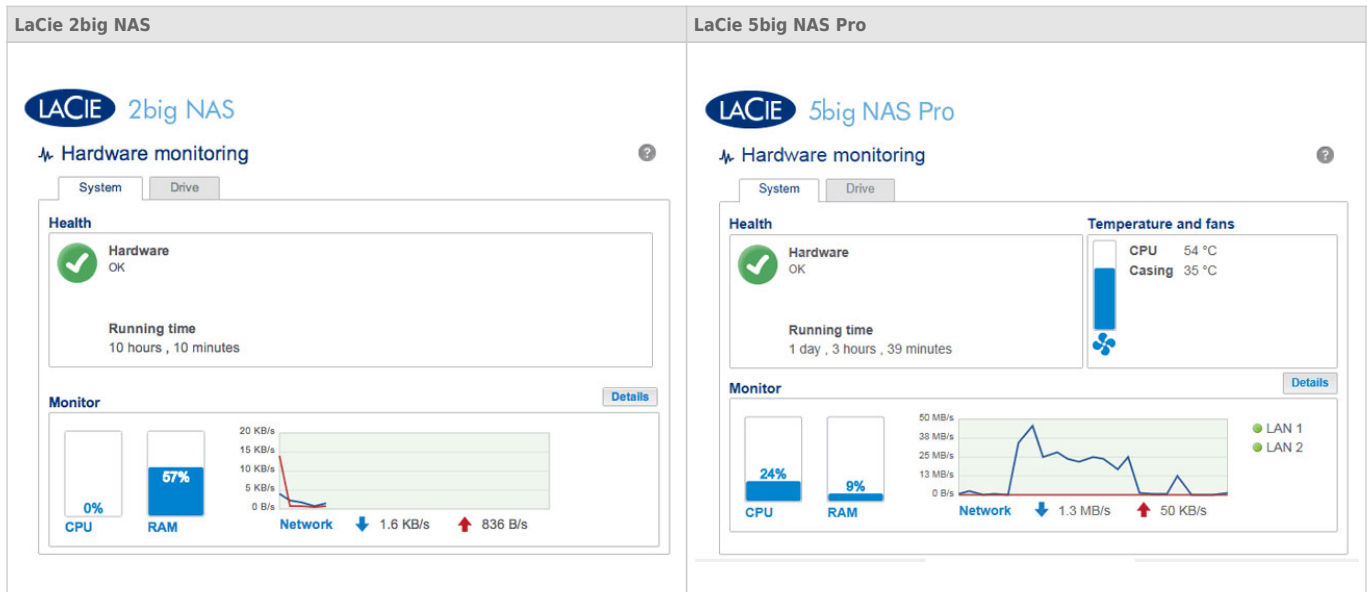 LaCie 2big NAS
LaCie 5big NAS Pro
LACIE 2big NAS
Hardware monitoring
?
System Drive
Health
Hardware
OK
Running time
10 hours , 10 minutes
Monitor
Details
20 KB/s
15 KB/s
10 KB/s
5 KB/s
0 B/s
0%
57%
CPU RAM
Network 1.6 KB/s 836 B/s
LACIE 5big NAS Pro
Hardware monitoring
?
System Drive
Health
Hardware
OK
Running time
1 day , 3 hours , 39 minutes
Temperature and fans
CPU 54 °C
Casing 35 °C
Monitor
Details
24%
9%
CPU RAM
50 MB/s
38 MB/s
25 MB/s
13 MB/s
0 B/s
LAN 1
LAN 2
Network 1.3 MB/s 50 KB/s